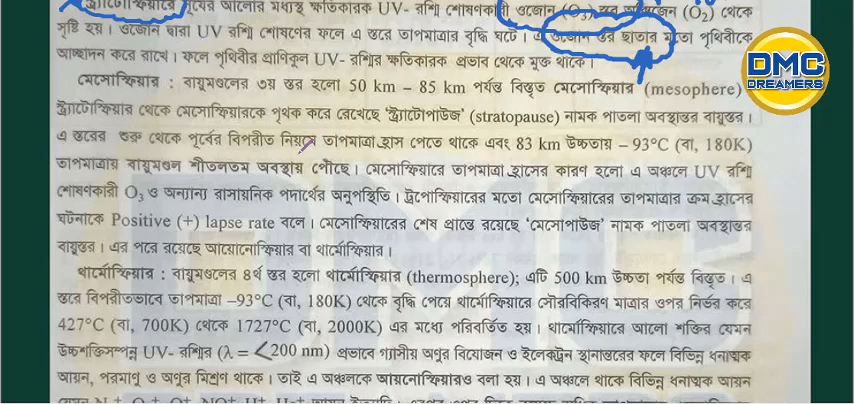 স্ট্র্যাটোস্ফিয়ারে সূর্যের আলোর মধ্যস্থ ক্ষতিকারক UV- রশ্মি শোষণকারী ওজোন (O₃) স্তর অক্সিজেন (O₂) থেকে
সৃষ্টি হয়। ওজোন দ্বারা UV রশ্মি শোষণের ফলে এ স্তরে তাপমাত্রার বৃদ্ধি ঘটে। এ ওজোন স্তর ছাতার মতো পৃথিবীকে
আচ্ছাদন করে রাখে। ফলে পৃথিবীর প্রাণিকুল UV- রশ্মির ক্ষতিকারক প্রভাব থেকে মুক্ত থাকে।
DMC
DREAMERS
মেসোস্ফিয়ার : বায়ুমণ্ডলের ৩য় স্তর হলো 50 km – 85 km পর্যন্ত বিস্তৃত মেসোস্ফিয়ার (mesophere)
স্ট্র্যাটোস্ফিয়ার থেকে মেসোস্ফিয়ারকে পৃথক করে রেখেছে 'স্ট্র্যাটোপাউজ' (stratopause) নামক পাতলা অবস্থান্তর বায়ুস্তর।
এ স্তরের শুরু থেকে পূর্বের বিপরীত নিয়মে তাপমাত্রা হ্রাস পেতে থাকে এবং 83 km উচ্চতায় – 93°C (বা, 180K)
তাপমাত্রায় বায়ুমণ্ডল শীতলতম অবস্থায় পৌঁছে। মেসোস্ফিয়ারে তাপমাত্রা হ্রাসের কারণ হলো এ অঞ্চলে UV রশ্মি
শোষণকারী O₃ ও অন্যান্য রাসায়নিক পদার্থের অনুপস্থিতি। ট্রপোস্ফিয়ারের মতো মেসোস্ফিয়ারের তাপমাত্রার ক্রম হ্রাসের
ঘটনাকে Positive (+) lapse rate বলে। মেসোস্ফিয়ারের শেষ প্রান্তে রয়েছে 'মেসোপাউজ' নামক পাতলা অবস্থান্তর
বায়ুস্তর। এর পরে রয়েছে আয়োনোস্ফিয়ার বা থার্মোস্ফিয়ার।
থার্মোস্ফিয়ার : বায়ুমণ্ডলের ৪র্থ স্তর হলো থার্মোস্ফিয়ার (thermosphere); এটি 500 km উচ্চতা পর্যন্ত বিস্তৃত। এ
স্তরে বিপরীতভাবে তাপমাত্রা –93°C (বা, 180K) থেকে বৃদ্ধি পেয়ে থার্মোস্ফিয়ারে সৌরবিকিরণ মাত্রার ওপর নির্ভর করে
427°C (বা, 700K) থেকে 1727°C (বা, 2000K) এর মধ্যে পরিবর্তিত হয়। থার্মোস্ফিয়ারে আলো শক্তির যেমন
উচ্চশক্তিসম্পন্ন UV- রশ্মির (λ = <200 nm) প্রভাবে গ্যাসীয় অণুর বিযোজন ও ইলেকট্রন স্থানান্তরের ফলে বিভিন্ন ধনাত্মক
আয়ন, পরমাণু ও অণুর মিশ্রণ থাকে। তাই এ অঞ্চলকে আয়নোস্ফিয়ারও বলা হয়। এ অঞ্চলে থাকে বিভিন্ন ধনাত্মক আয়ন